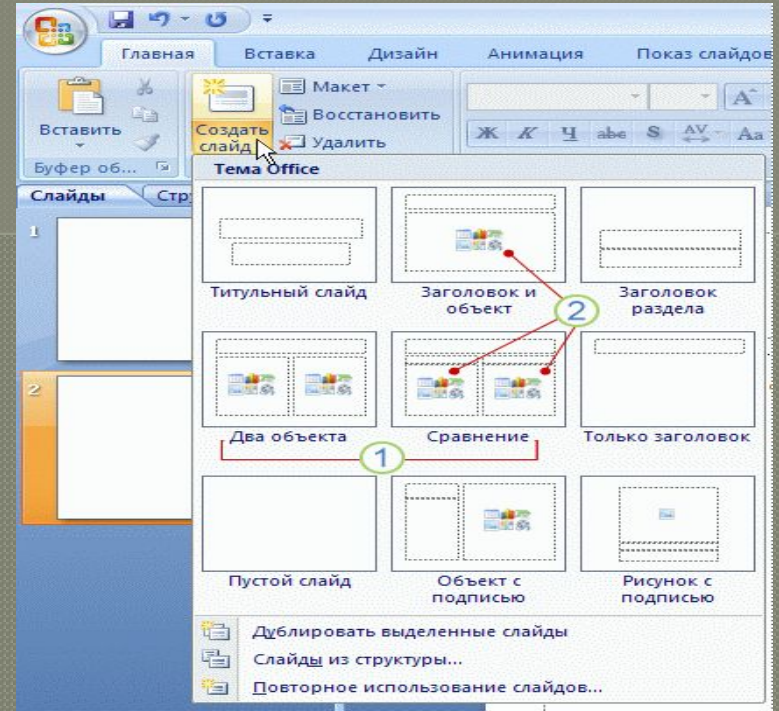 Главная Вставка Дизайн Анимация Показ слайдов
Макет
Восстановить
Вставить Создать слайд Удалить
Ж К Ч abe S AV Aa
Буфер об...
Тема Office
Слайды Стр
1
Титульный слайд Заголовок и объект Заголовок раздела
2
2
Два объекта Сравнение Только заголовок
1
Пустой слайд Объект с подписью Рисунок с подписью
Дублировать выделенные слайды
Слайды из структуры...
Повторное использование слайдов...